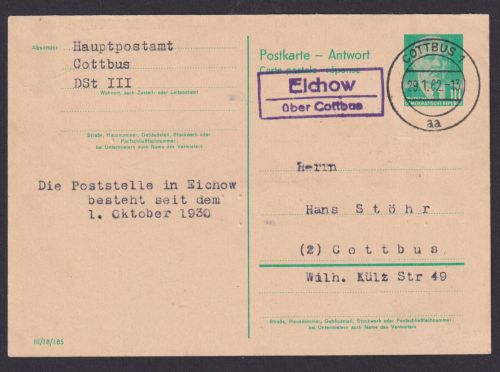 Absender:
Hauptpostamt
Cottbus
DSt III
Wohnort, auch Zustell- oder Leitpostamt
Straße, Hausnummer, Gebäudeteil, Stockwerk oder
Postschließfachnummer;
bei Untermietern auch Name des Vermieters
Die Poststelle in Eichow
besteht seit dem
1. Oktober 1930
III/18/185
Postkarte – Antwort
Carte postale – réponse
Eichow
über Cottbus
COTTBUS 1
29.1.62.-13
aa
10
DEMOKRATISCHE REPUBLIK
Herrn
Hans Stöhr
(2) Cottbus
Wilh. Külz Str 49
Straße, Hausnummer, Gebäudeteil, Stockwerk oder Postschließfachnummer;
bei Untermietern auch Name des Vermieters